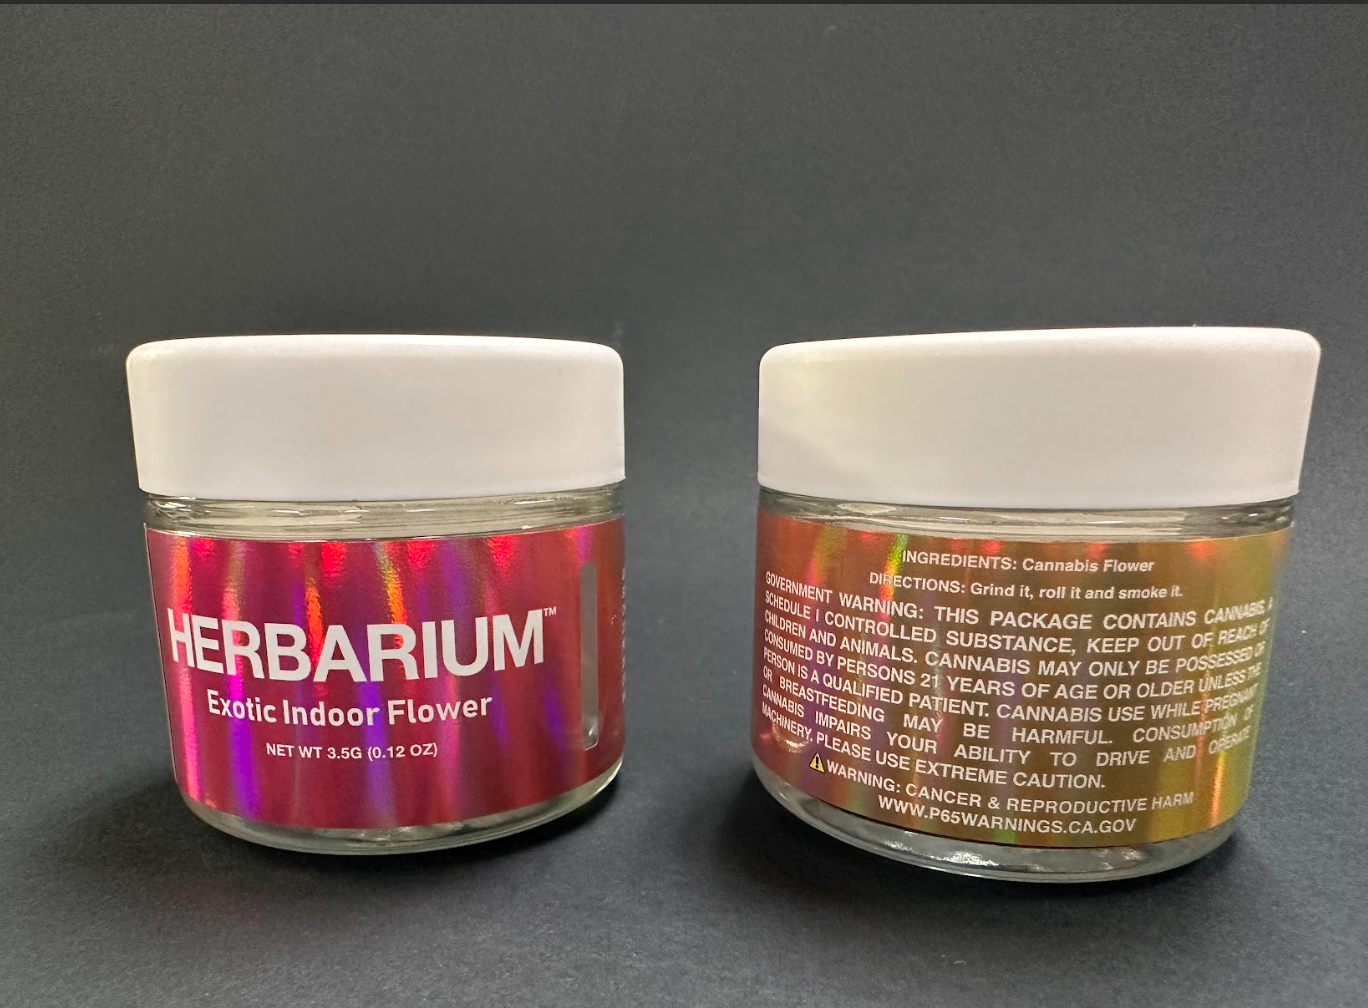 HERBARIUM™
Exotic Indoor Flower
NET WT 3.5G (0.12 OZ)
INGREDIENTS: Cannabis Flower
DIRECTIONS: Grind it, roll it and smoke it.
GOVERNMENT WARNING: THIS PACKAGE CONTAINS CANNABIS, A
SCHEDULE I CONTROLLED SUBSTANCE, KEEP OUT OF REACH OF
CHILDREN AND ANIMALS. CANNABIS MAY ONLY BE POSSESSED OR
CONSUMED BY PERSONS 21 YEARS OF AGE OR OLDER UNLESS THE
PERSON IS A QUALIFIED PATIENT. CANNABIS USE WHILE PREGNANT
OR BREASTFEEDING MAY BE HARMFUL. CONSUMPTION OF
CANNABIS IMPAIRS YOUR ABILITY TO DRIVE AND OPERATE
MACHINERY. PLEASE USE EXTREME CAUTION.
⚠WARNING: CANCER & REPRODUCTIVE HARM
WWW.P65WARNINGS.CA.GOV